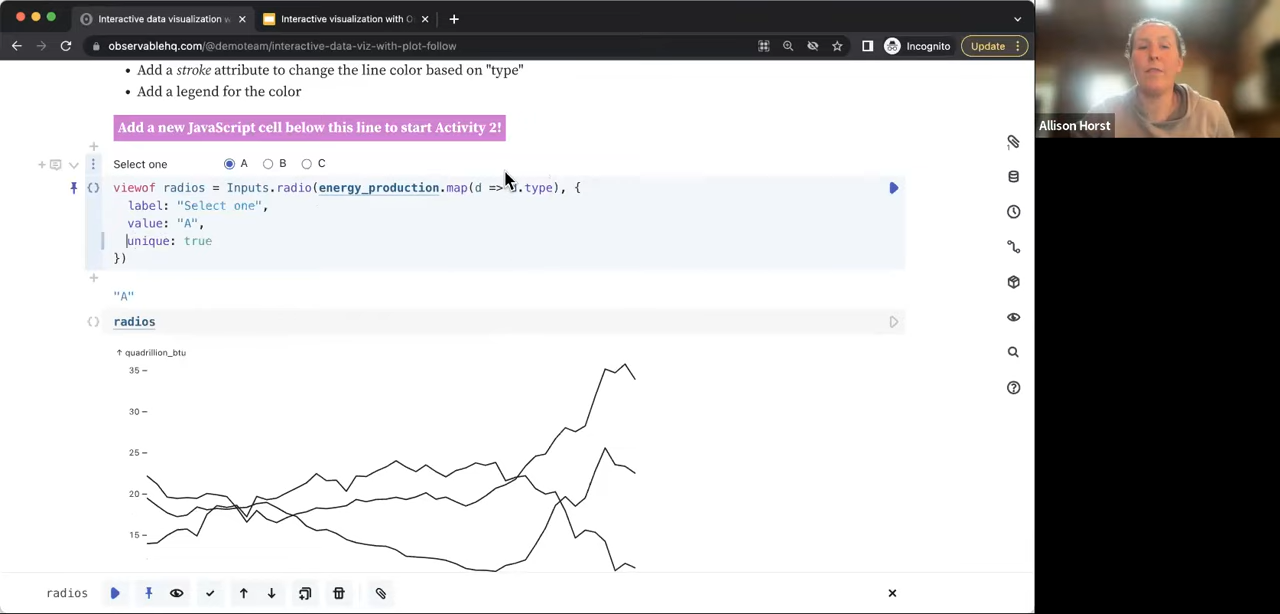 Interactive data visualization w
Interactive visualization with O
observablehq.com/@demoteam/interactive-data-viz-with-plot-follow
Incognito
Update
Allison Horst
• Add a stroke attribute to change the line color based on "type"
• Add a legend for the color
Add a new JavaScript cell below this line to start Activity 2!
Select one A B C
viewof radios = Inputs.radio(energy_production.map(d => d.type), {
label: "Select one",
value: "A",
unique: true
})
"A"
radios
↑ quadrillion_btu
35
30
25
20
15
radios